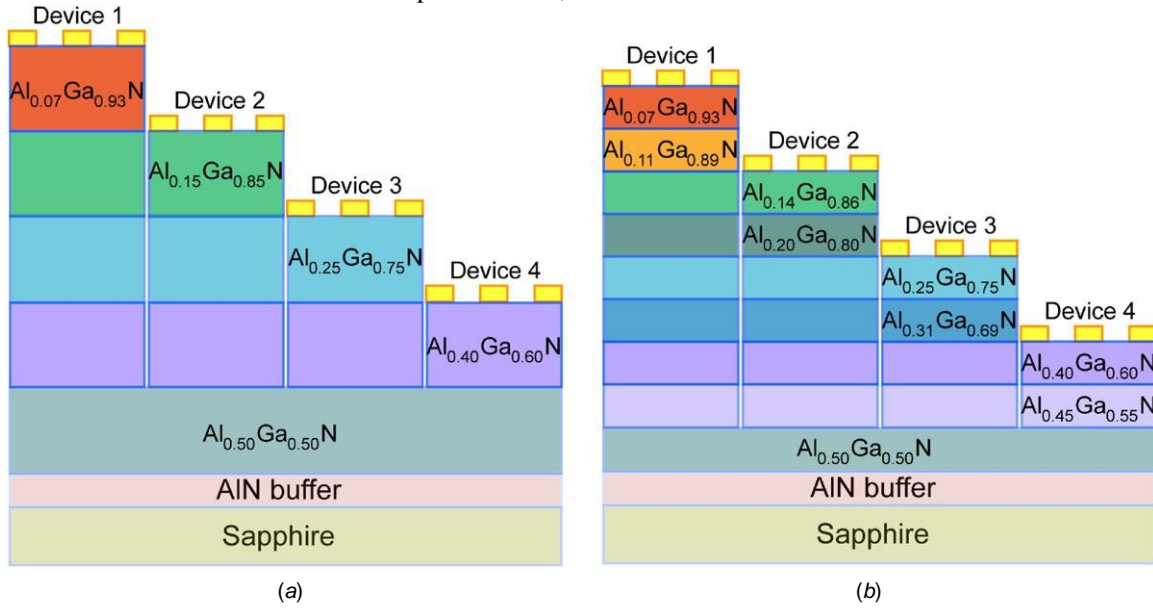 Device 1
Al0.07Ga0.93N
Device 2
Al0.15Ga0.85N
Device 3
Al0.25Ga0.75N
Device 4
Al0.40Ga0.60N
Al0.50Ga0.50N
AlN buffer
Sapphire
(a)
Device 1
Al0.07Ga0.93N
Al0.11Ga0.89N
Device 2
Al0.14Ga0.86N
Al0.20Ga0.80N
Device 3
Al0.25Ga0.75N
Al0.31Ga0.69N
Device 4
Al0.40Ga0.60N
Al0.45Ga0.55N
Al0.50Ga0.50N
AlN buffer
Sapphire
(b)